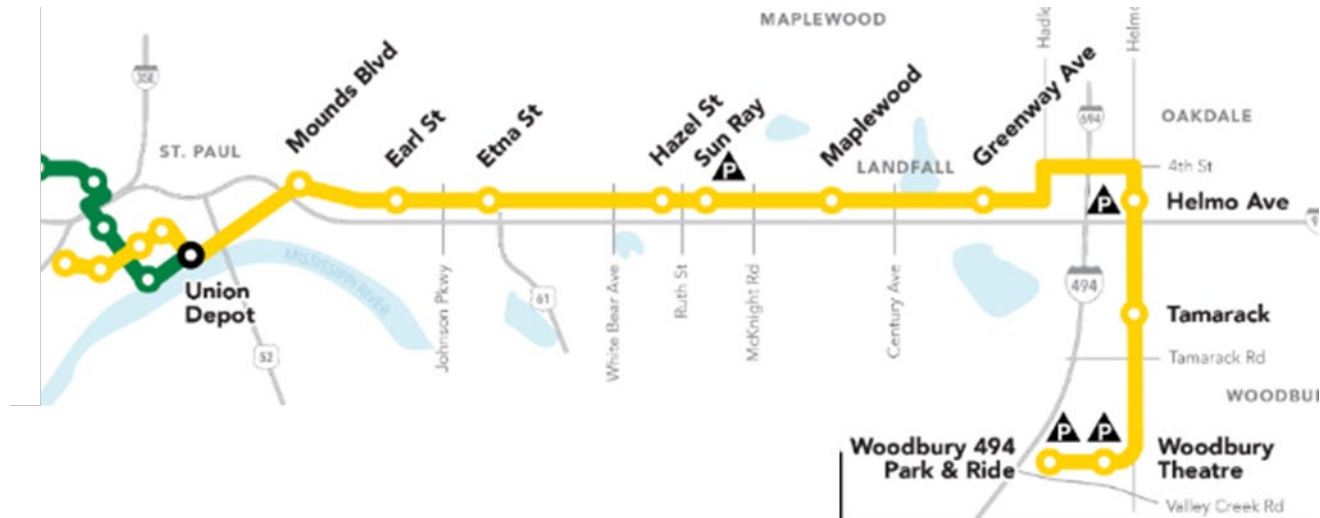 MAPLEWOOD
35E
ST. PAUL
Mounds Blvd
Earl St
Etna St
Hazel St
Sun Ray
P
Maplewood
LANDFALL
Greenway Ave
694
OAKDALE
4th St
P
Helmo Ave
MISSISSIPPI RIVER
Union
Depot
52
Johnson Pkwy
61
White Bear Ave
Ruth St
McKnight Rd
Century Ave
494
Tamarack
Tamarack Rd
P
P
Woodbury 494
Park & Ride
Woodbury
Theatre
Valley Creek Rd